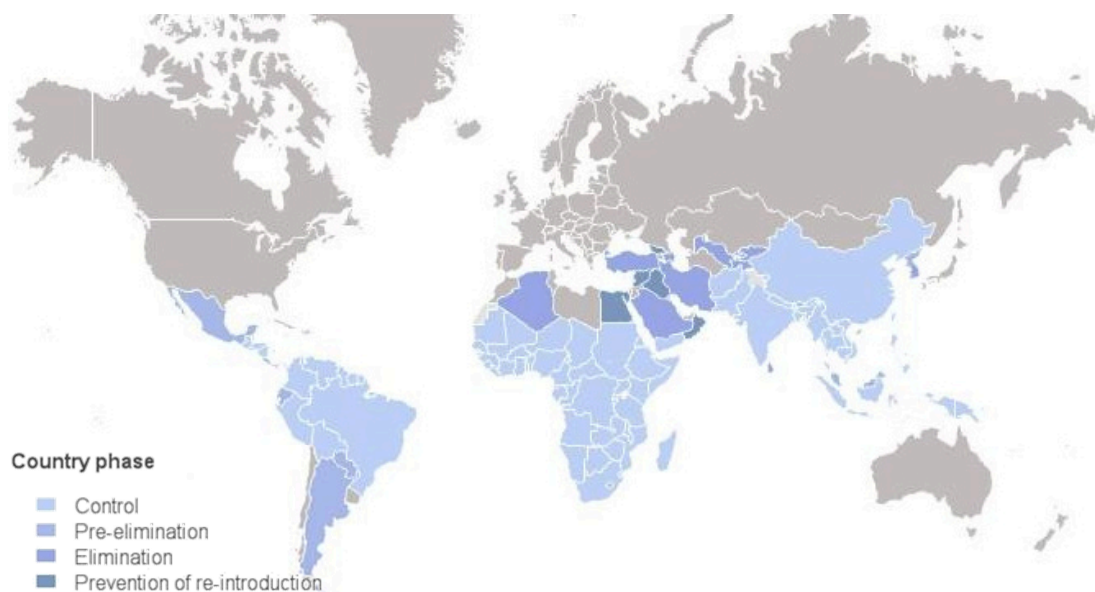 Country phase
Control
Pre-elimination
Elimination
Prevention of re-introduction